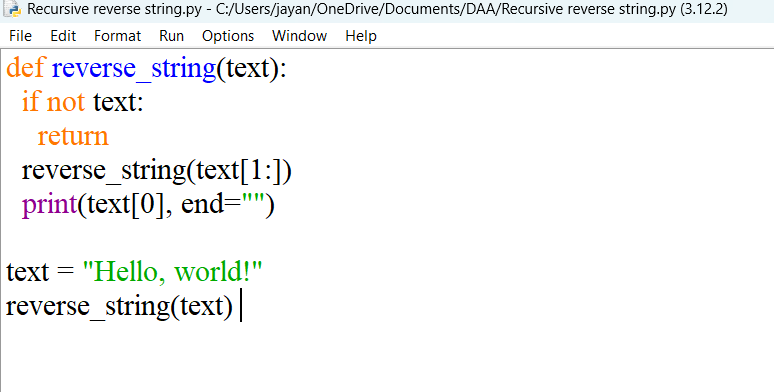 Recursive reverse string.py - C:/Users/jayan/OneDrive/Documents/DAA/Recursive reverse string.py (3.12.2)
File Edit Format Run Options Window Help
def reverse_string(text):
  if not text:
    return
  reverse_string(text[1:])
  print(text[0], end="")

text = "Hello, world!"
reverse_string(text)